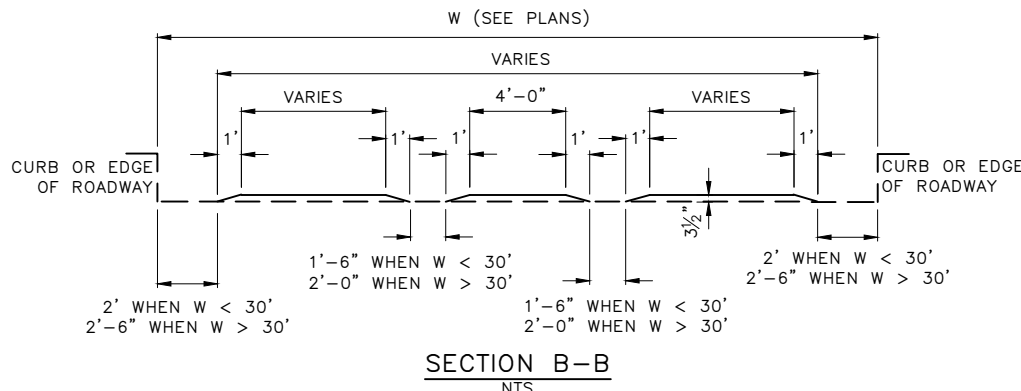 W (SEE PLANS)
VARIES
VARIES
4'-0"
VARIES
1'
1'
1'
1'
1'
1'
CURB OR EDGE
OF ROADWAY
CURB OR EDGE
OF ROADWAY
3½"
1'-6" WHEN W < 30'
2'-0" WHEN W > 30'
2' WHEN W < 30'
2'-6" WHEN W > 30'
2' WHEN W < 30'
2'-6" WHEN W > 30'
1'-6" WHEN W < 30'
2'-0" WHEN W > 30'
SECTION B-B
NTS